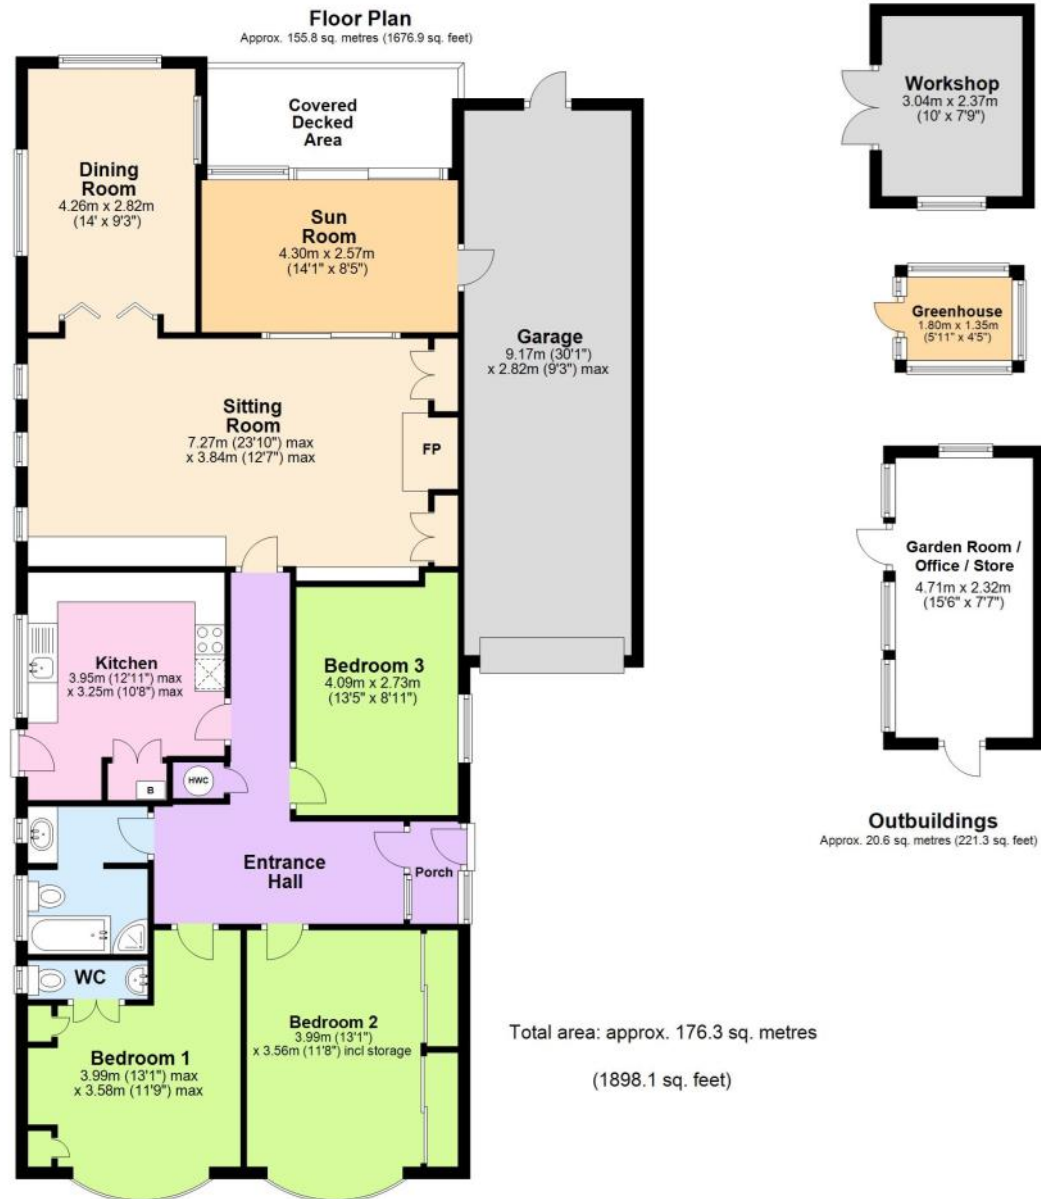 Floor Plan
Approx. 155.8 sq. metres (1676.9 sq. feet)
Covered
Decked
Area
Dining
Room
4.26m x 2.82m
(14' x 9'3")
Sun
Room
4.30m x 2.57m
(14'1" x 8'5")
Garage
9.17m (30'1")
x 2.82m (9'3") max
Sitting
Room
7.27m (23'10") max
x 3.84m (12'7") max
FP
Kitchen
3.95m (12'11") max
x 3.25m (10'8") max
B
HWC
Bedroom 3
4.09m x 2.73m
(13'5" x 8'11")
Entrance
Hall
Porch
WC
Bedroom 1
3.99m (13'1") max
x 3.58m (11'9") max
Bedroom 2
3.99m (13'1")
x 3.56m (11'8") incl storage
Workshop
3.04m x 2.37m
(10' x 7'9")
Greenhouse
1.80m x 1.35m
(5'11" x 4'5")
Garden Room /
Office / Store
4.71m x 2.32m
(15'6" x 7'7")
Outbuildings
Approx. 20.6 sq. metres (221.3 sq. feet)
Total area: approx. 176.3 sq. metres
(1898.1 sq. feet)